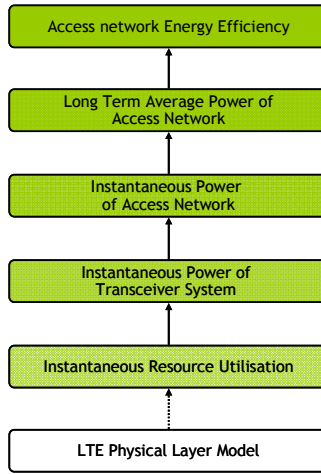 Access network Energy Efficiency
Long Term Average Power of
Access Network
Instantaneous Power
of Access Network
Instantaneous Power of
Transceiver System
Instantaneous Resource Utilisation
LTE Physical Layer Model